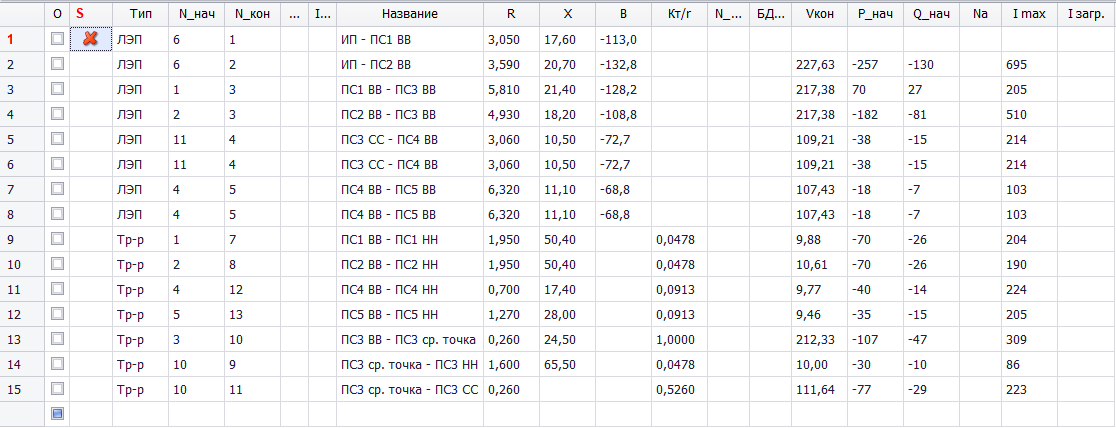 O S Тип N_нач N_кон ... I... Название R X B Кт/r N_... БД... Vкон P_нач Q_нач Na I max I загр.
1 ЛЭП 6 1 ИП - ПС1 ВВ 3,050 17,60 -113,0
2 ЛЭП 6 2 ИП - ПС2 ВВ 3,590 20,70 -132,8 227,63 -257 -130 695
3 ЛЭП 1 3 ПС1 ВВ - ПС3 ВВ 5,810 21,40 -128,2 217,38 70 27 205
4 ЛЭП 2 3 ПС2 ВВ - ПС3 ВВ 4,930 18,20 -108,8 217,38 -182 -81 510
5 ЛЭП 11 4 ПС3 СС - ПС4 ВВ 3,060 10,50 -72,7 109,21 -38 -15 214
6 ЛЭП 11 4 ПС3 СС - ПС4 ВВ 3,060 10,50 -72,7 109,21 -38 -15 214
7 ЛЭП 4 5 ПС4 ВВ - ПС5 ВВ 6,320 11,10 -68,8 107,43 -18 -7 103
8 ЛЭП 4 5 ПС4 ВВ - ПС5 ВВ 6,320 11,10 -68,8 107,43 -18 -7 103
9 Тр-р 1 7 ПС1 ВВ - ПС1 НН 1,950 50,40 0,0478 9,88 -70 -26 204
10 Тр-р 2 8 ПС2 ВВ - ПС2 НН 1,950 50,40 0,0478 10,61 -70 -26 190
11 Тр-р 4 12 ПС4 ВВ - ПС4 НН 0,700 17,40 0,0913 9,77 -40 -14 224
12 Тр-р 5 13 ПС5 ВВ - ПС5 НН 1,270 28,00 0,0913 9,46 -35 -15 205
13 Тр-р 3 10 ПС3 ВВ - ПС3 ср. точка 0,260 24,50 1,0000 212,33 -107 -47 309
14 Тр-р 10 9 ПС3 ср. точка - ПС3 НН 1,600 65,50 0,0478 10,00 -30 -10 86
15 Тр-р 10 11 ПС3 ср. точка - ПС3 СС 0,260 0,5260 111,64 -77 -29 223